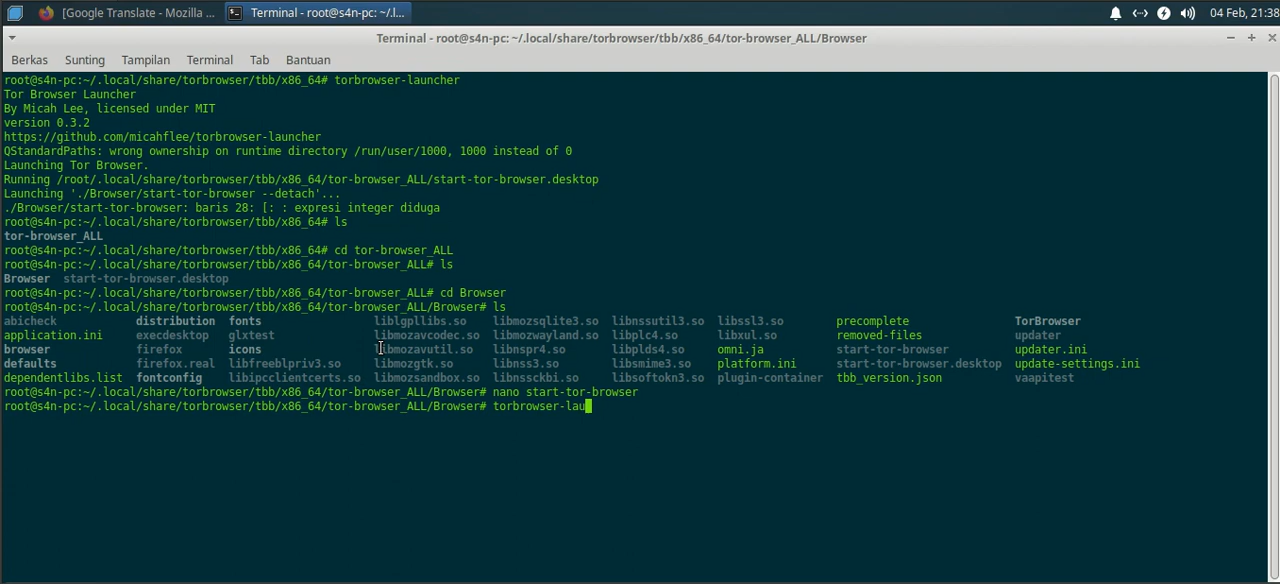 [Google Translate - Mozilla ... Terminal - root@s4n-pc: ~/.l... 04 Feb, 21:38
Terminal - root@s4n-pc: ~/.local/share/torbrowser/tbb/x86_64/tor-browser_ALL/Browser
Berkas Sunting Tampilan Terminal Tab Bantuan
root@s4n-pc:~/.local/share/torbrowser/tbb/x86_64# torbrowser-launcher
Tor Browser Launcher
By Micah Lee, licensed under MIT
version 0.3.2
https://github.com/micahflee/torbrowser-launcher
QStandardPaths: wrong ownership on runtime directory /run/user/1000, 1000 instead of 0
Launching Tor Browser.
Running /root/.local/share/torbrowser/tbb/x86_64/tor-browser_ALL/start-tor-browser.desktop
Launching './Browser/start-tor-browser --detach'...
./Browser/start-tor-browser: baris 28: [: : expresi integer diduga
root@s4n-pc:~/.local/share/torbrowser/tbb/x86_64# ls
tor-browser_ALL
root@s4n-pc:~/.local/share/torbrowser/tbb/x86_64# cd tor-browser_ALL
root@s4n-pc:~/.local/share/torbrowser/tbb/x86_64/tor-browser_ALL# ls
Browser start-tor-browser.desktop
root@s4n-pc:~/.local/share/torbrowser/tbb/x86_64/tor-browser_ALL# cd Browser
root@s4n-pc:~/.local/share/torbrowser/tbb/x86_64/tor-browser_ALL/Browser# ls
abicheck distribution fonts liblgpllibs.so libmozsqlite3.so libnssutil3.so libssl3.so precomplete TorBrowser
application.ini execdesktop glxtest libmozavcodec.so libmozwayland.so libplc4.so libxul.so removed-files updater
browser firefox icons libmozavutil.so libnspr4.so libplds4.so omni.ja start-tor-browser updater.ini
defaults firefox.real libfreeblpriv3.so libmozgtk.so libnss3.so libsmime3.so platform.ini start-tor-browser.desktop update-settings.ini
dependentlibs.list fontconfig libipcclientcerts.so libmozsandbox.so libnssckbi.so libsoftokn3.so plugin-container tbb_version.json vaapitest
root@s4n-pc:~/.local/share/torbrowser/tbb/x86_64/tor-browser_ALL/Browser# nano start-tor-browser
root@s4n-pc:~/.local/share/torbrowser/tbb/x86_64/tor-browser_ALL/Browser# torbrowser-lau